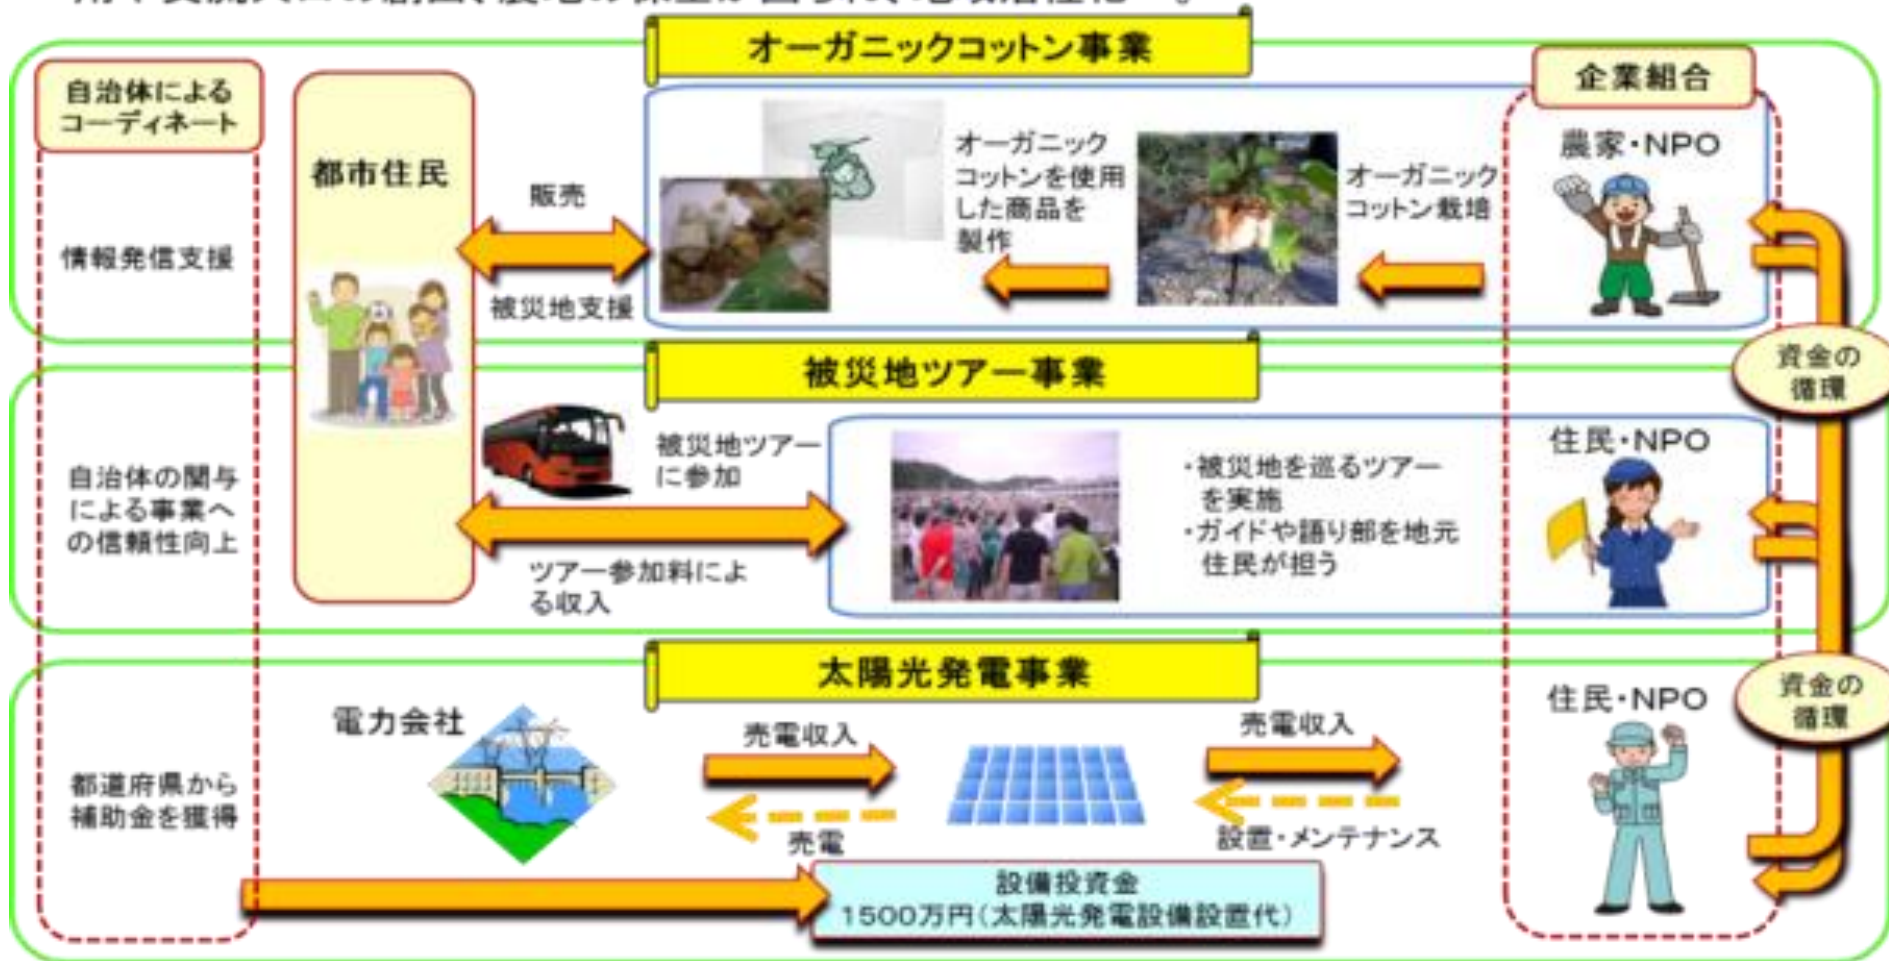 オーガニックコットン事業
自治体による
コーディネート
情報発信支援
自治体の関与
による事業へ
の信頼性向上
都道府県から
補助金を獲得
都市住民
販売
被災地支援
オーガニック
コットンを使用
した商品を
製作
オーガニック
コットン栽培
企業組合
農家・NPO
資金の
循環
被災地ツアー事業
被災地ツアー
に参加
ツアー参加料によ
る収入
・被災地を巡るツアー
を実施
・ガイドや語り部を地元
住民が担う
住民・NPO
太陽光発電事業
電力会社
売電収入
売電
売電収入
設置・メンテナンス
住民・NPO
資金の
循環
設備投資金
1500万円(太陽光発電設備設置代)